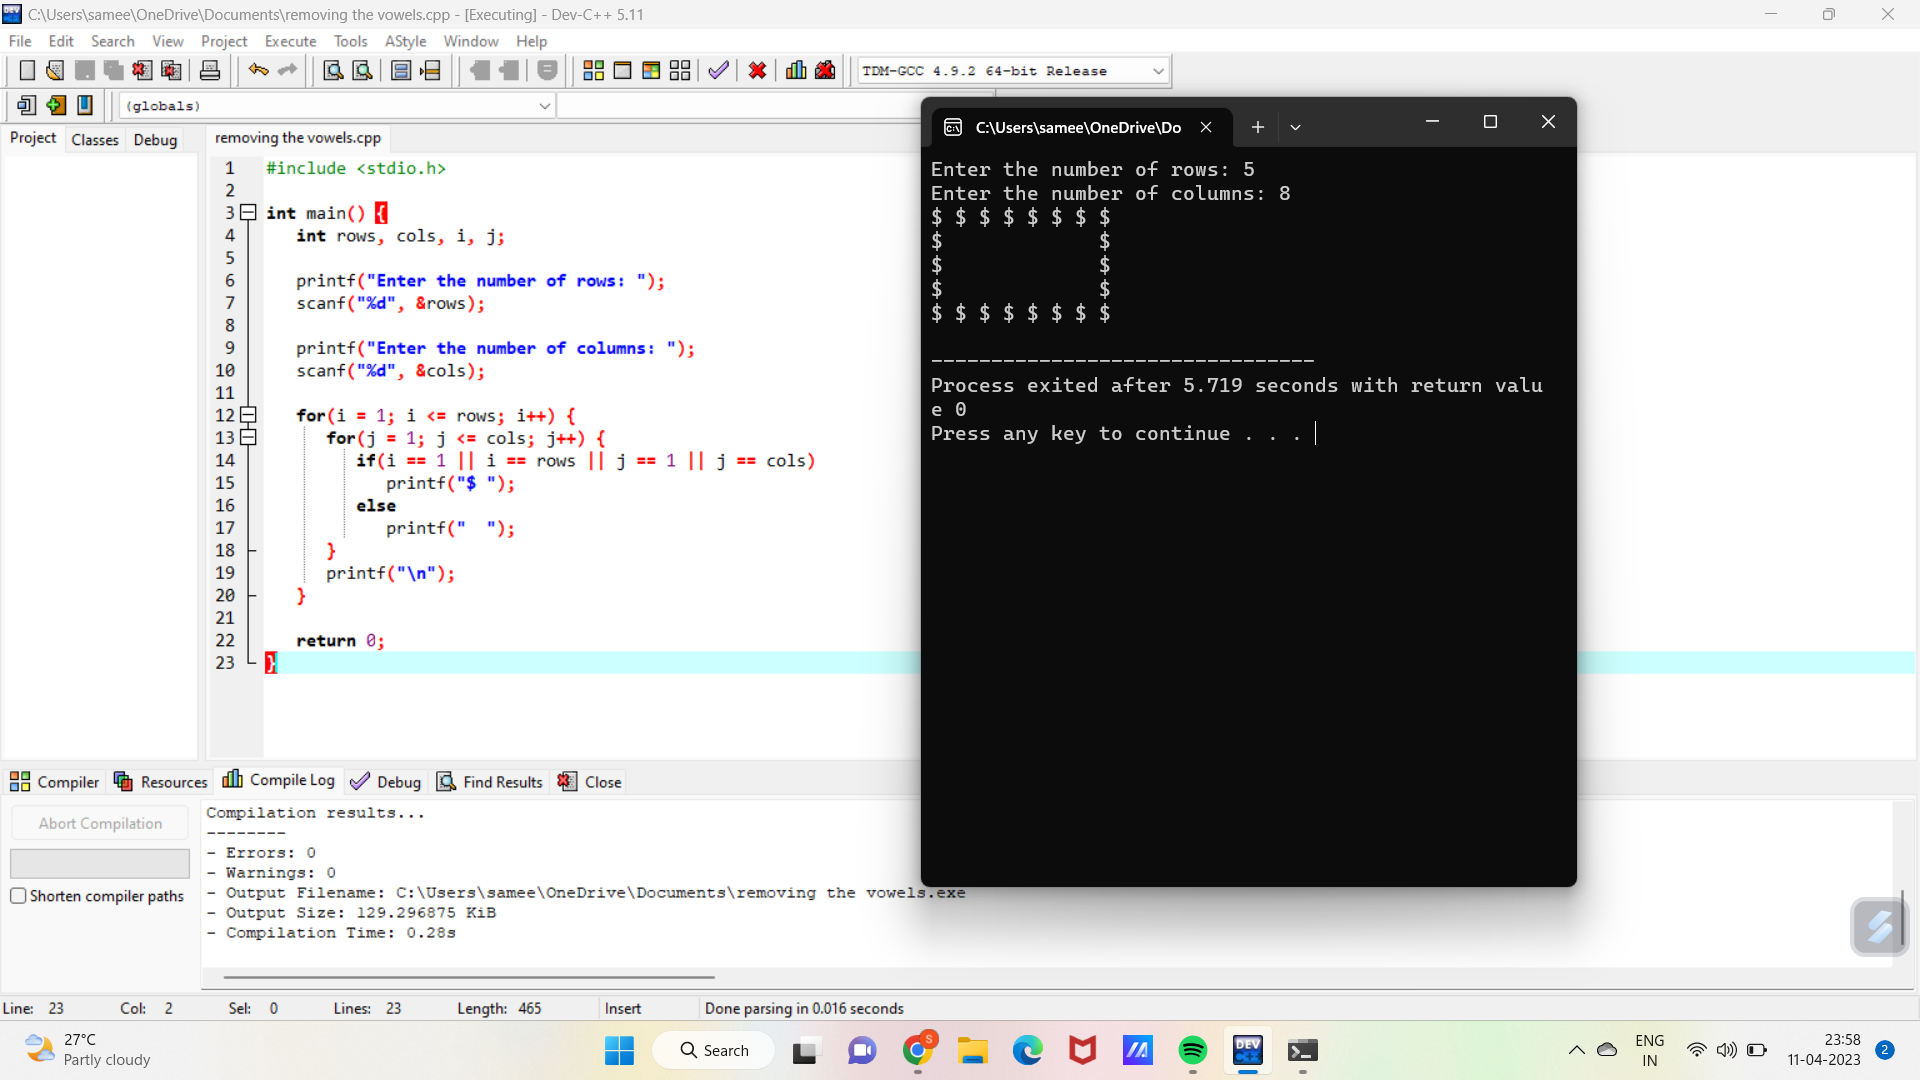 C:\Users\samee\OneDrive\Documents\removing the vowels.cpp - [Executing] - Dev-C++ 5.11
File Edit Search View Project Execute Tools AStyle Window Help
TDM-GCC 4.9.2 64-bit Release
(globals)
Project Classes Debug
removing the vowels.cpp
1 #include <stdio.h>
2
3 int main() {
4 int rows, cols, i, j;
5
6 printf("Enter the number of rows: ");
7 scanf("%d", &rows);
8
9 printf("Enter the number of columns: ");
10 scanf("%d", &cols);
11
12 for(i = 1; i <= rows; i++) {
13 for(j = 1; j <= cols; j++) {
14 if(i == 1 || i == rows || j == 1 || j == cols)
15 printf("$ ");
16 else
17 printf("  ");
18 }
19 printf("\n");
20 }
21
22 return 0;
23 }
C:\Users\samee\OneDrive\Do
Enter the number of rows: 5
Enter the number of columns: 8
$ $ $ $ $ $ $ $
$             $
$             $
$             $
$ $ $ $ $ $ $ $
--------------------------------
Process exited after 5.719 seconds with return valu
e 0
Press any key to continue . . .
Compiler Resources Compile Log Debug Find Results Close
Abort Compilation
Shorten compiler paths
Compilation results...
--------
- Errors: 0
- Warnings: 0
- Output Filename: C:\Users\samee\OneDrive\Documents\removing the vowels.exe
- Output Size: 129.296875 KiB
- Compilation Time: 0.28s
Line: 23 Col: 2 Sel: 0 Lines: 23 Length: 465 Insert Done parsing in 0.016 seconds
27°C
Partly cloudy
Search
S
DEV
C++
ENG
IN
23:58
11-04-2023
2